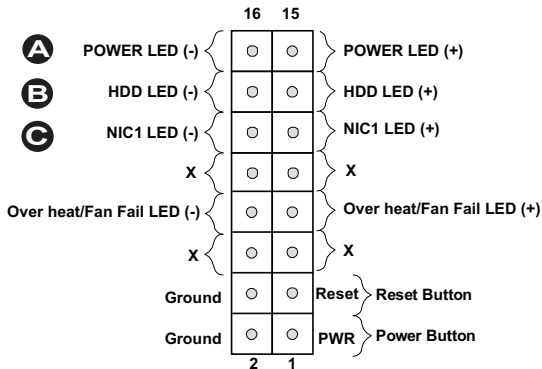 16 15
A POWER LED (-) POWER LED (+)
B HDD LED (-) HDD LED (+)
C NIC1 LED (-) NIC1 LED (+)
X X
Over heat/Fan Fail LED (-) Over heat/Fan Fail LED (+)
X X
Ground Reset Reset Button
Ground PWR Power Button
2 1